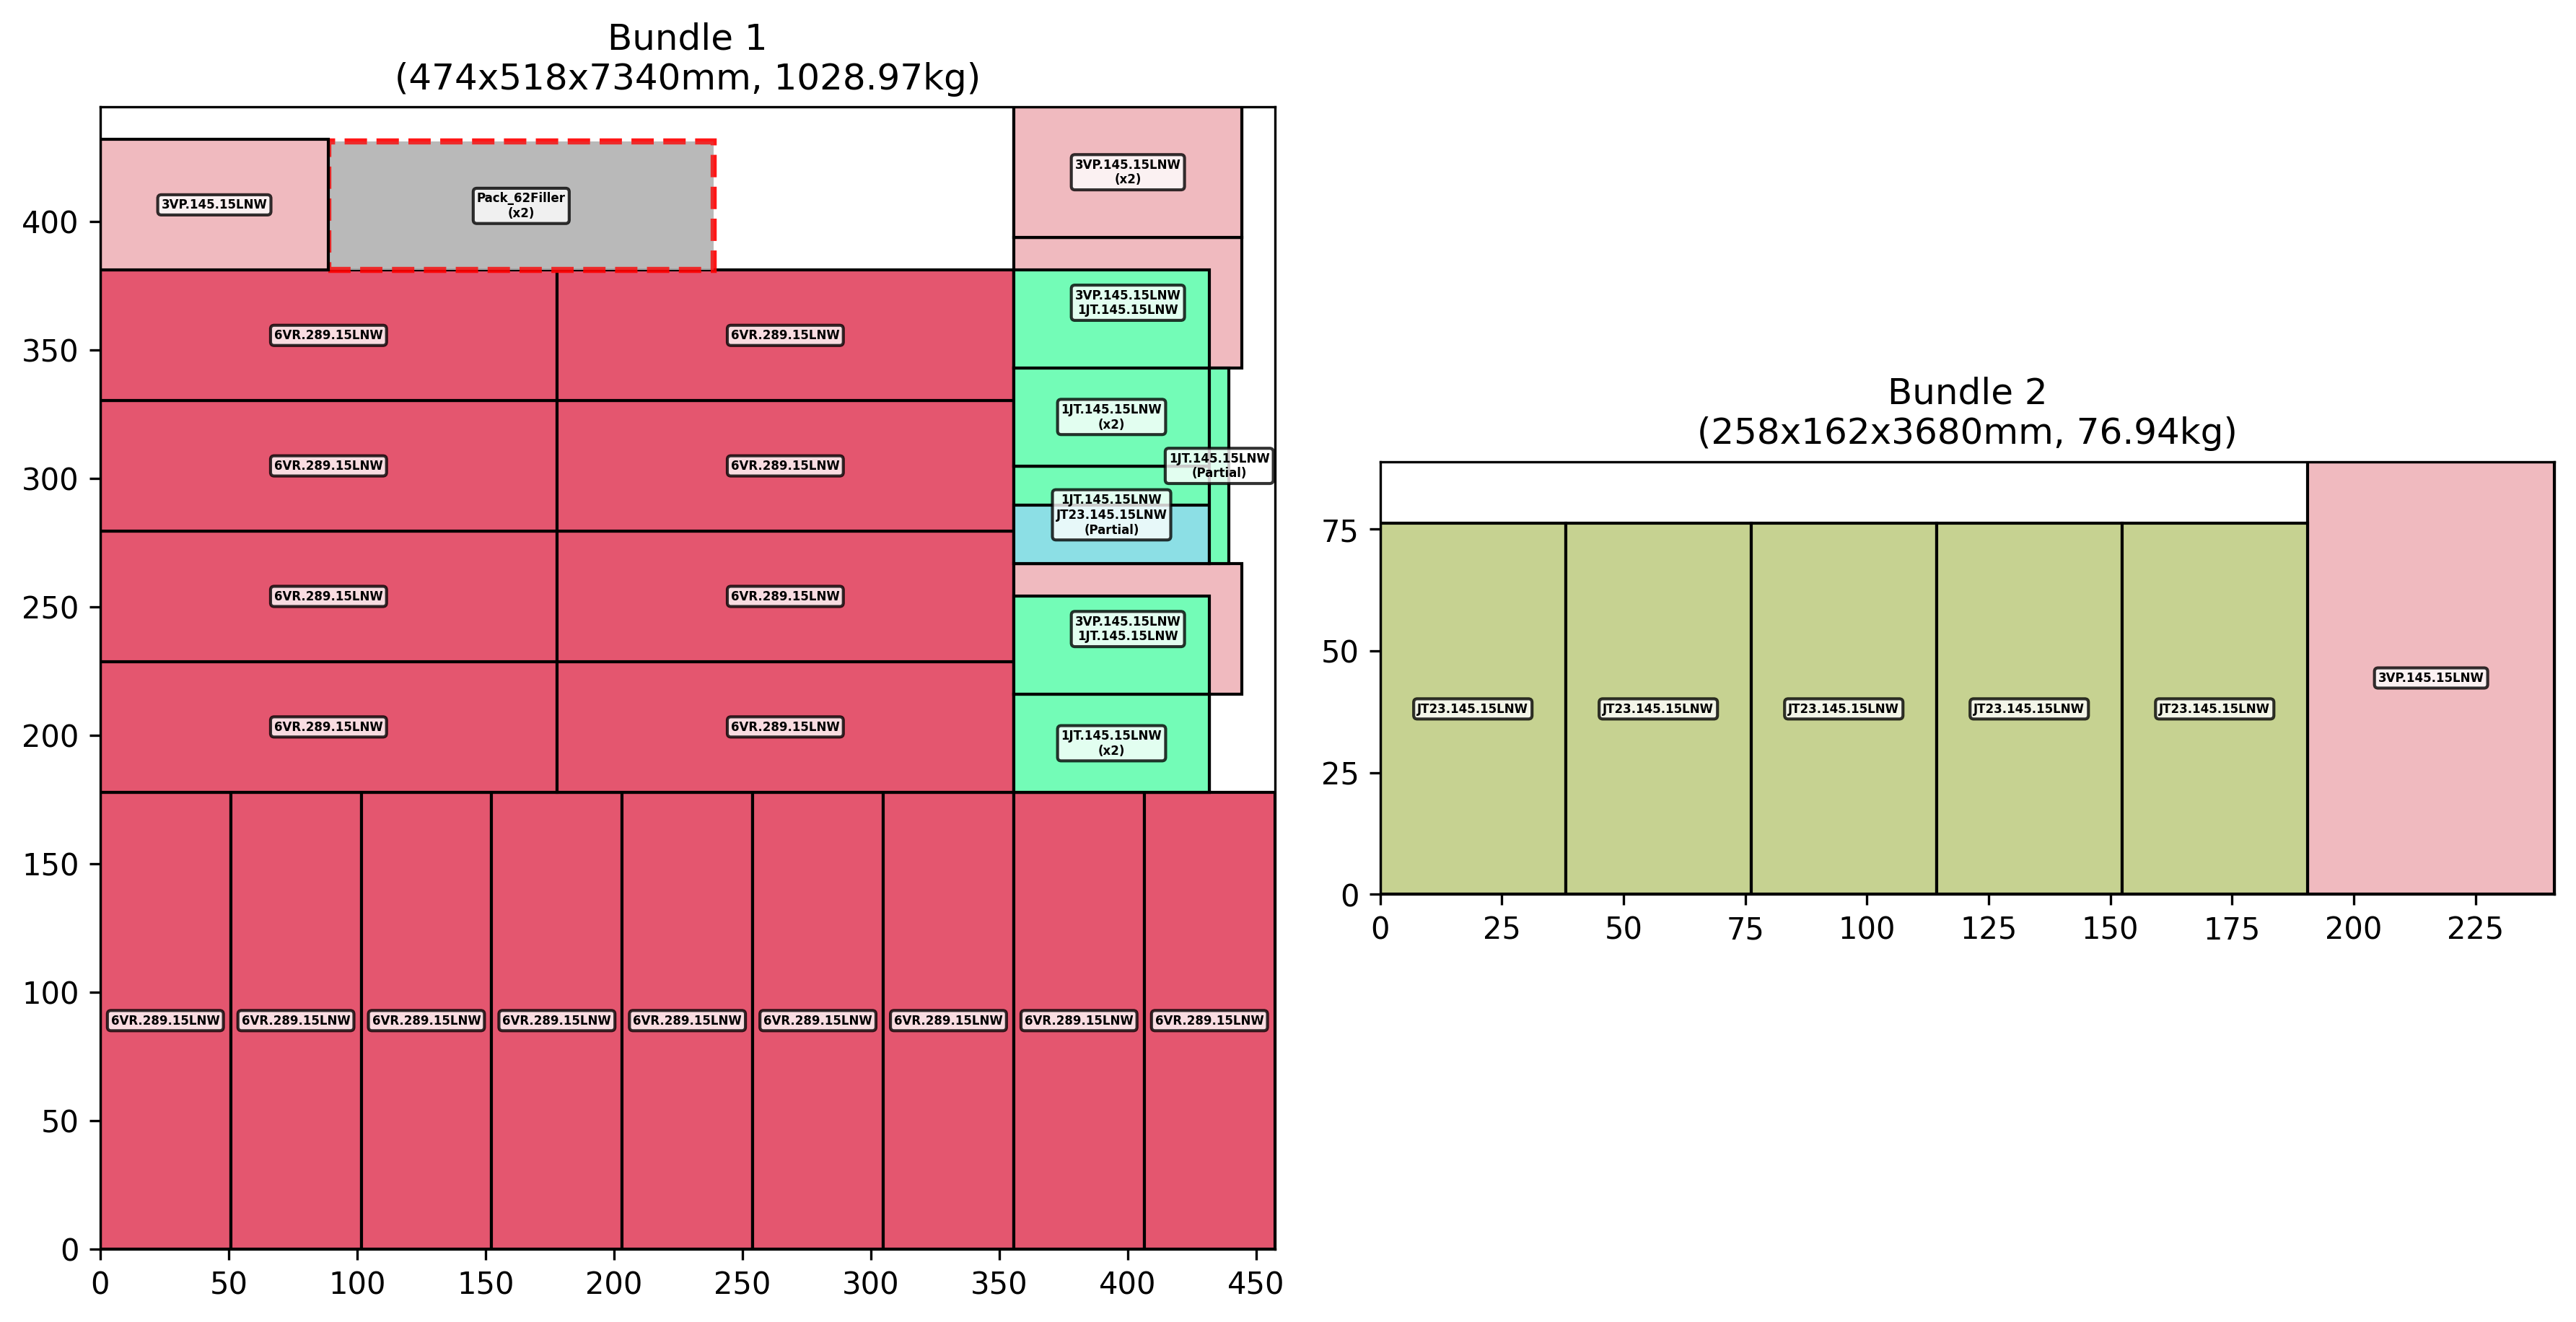 Bundle 1
(474x518x7340mm, 1028.97kg)
3VP.145.15LNW
(x2)
3VP.145.15LNW
Pack_62Filler
(x2)
400
3VP.145.15LNW
1JT.145.15LNW
350
6VR.289.15LNW
6VR.289.15LNW
1JT.145.15LNW
(x2)
300
6VR.289.15LNW
6VR.289.15LNW
1JT.145.15LNW
(Partial)
1JT.145.15LNW
JT23.145.15LNW
(Partial)
250
6VR.289.15LNW
6VR.289.15LNW
3VP.145.15LNW
1JT.145.15LNW
200
6VR.289.15LNW
6VR.289.15LNW
1JT.145.15LNW
(x2)
150
100
6VR.289.15LNW
6VR.289.15LNW
6VR.289.15LNW
6VR.289.15LNW
6VR.289.15LNW
6VR.289.15LNW
6VR.289.15LNW
6VR.289.15LNW
6VR.289.15LNW
50
0
0 50 100 150 200 250 300 350 400 450
Bundle 2
(258x162x3680mm, 76.94kg)
75
50
3VP.145.15LNW
JT23.145.15LNW
JT23.145.15LNW
JT23.145.15LNW
JT23.145.15LNW
JT23.145.15LNW
25
0
0 25 50 75 100 125 150 175 200 225